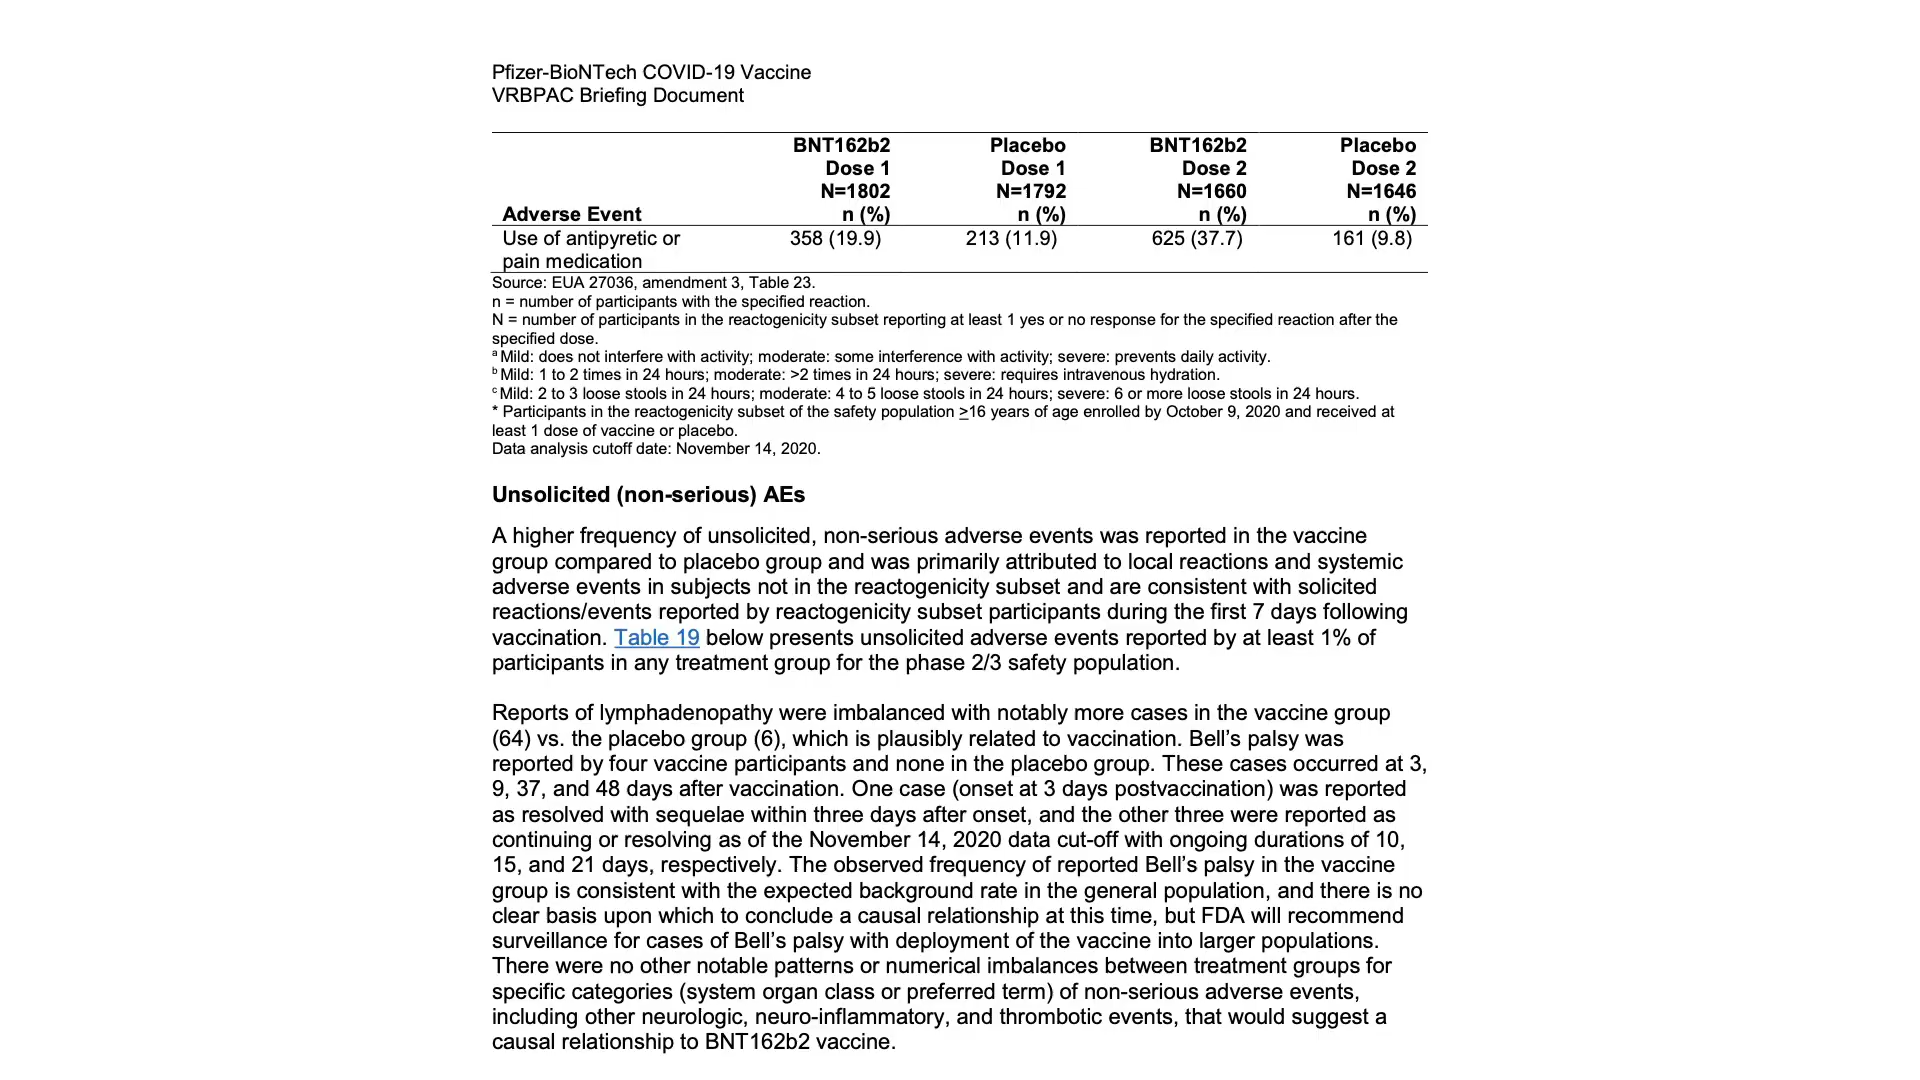 Pfizer-BioNTech COVID-19 Vaccine
VRBPAC Briefing Document
Adverse Event BNT162b2 Dose 1 N=1802 n (%) Placebo Dose 1 N=1792 n (%) BNT162b2 Dose 2 N=1660 n (%) Placebo Dose 2 N=1646 n (%)
Use of antipyretic or pain medication 358 (19.9) 213 (11.9) 625 (37.7) 161 (9.8)
Source: EUA 27036, amendment 3, Table 23.
n = number of participants with the specified reaction.
N = number of participants in the reactogenicity subset reporting at least 1 yes or no response for the specified reaction after the
specified dose.
a Mild: does not interfere with activity; moderate: some interference with activity; severe: prevents daily activity.
b Mild: 1 to 2 times in 24 hours; moderate: >2 times in 24 hours; severe: requires intravenous hydration.
c Mild: 2 to 3 loose stools in 24 hours; moderate: 4 to 5 loose stools in 24 hours; severe: 6 or more loose stools in 24 hours.
* Participants in the reactogenicity subset of the safety population ≥16 years of age enrolled by October 9, 2020 and received at
least 1 dose of vaccine or placebo.
Data analysis cutoff date: November 14, 2020.
Unsolicited (non-serious) AEs
A higher frequency of unsolicited, non-serious adverse events was reported in the vaccine
group compared to placebo group and was primarily attributed to local reactions and systemic
adverse events in subjects not in the reactogenicity subset and are consistent with solicited
reactions/events reported by reactogenicity subset participants during the first 7 days following
vaccination. Table 19 below presents unsolicited adverse events reported by at least 1% of
participants in any treatment group for the phase 2/3 safety population.
Reports of lymphadenopathy were imbalanced with notably more cases in the vaccine group
(64) vs. the placebo group (6), which is plausibly related to vaccination. Bell's palsy was
reported by four vaccine participants and none in the placebo group. These cases occurred at 3,
9, 37, and 48 days after vaccination. One case (onset at 3 days postvaccination) was reported
as resolved with sequelae within three days after onset, and the other three were reported as
continuing or resolving as of the November 14, 2020 data cut-off with ongoing durations of 10,
15, and 21 days, respectively. The observed frequency of reported Bell's palsy in the vaccine
group is consistent with the expected background rate in the general population, and there is no
clear basis upon which to conclude a causal relationship at this time, but FDA will recommend
surveillance for cases of Bell's palsy with deployment of the vaccine into larger populations.
There were no other notable patterns or numerical imbalances between treatment groups for
specific categories (system organ class or preferred term) of non-serious adverse events,
including other neurologic, neuro-inflammatory, and thrombotic events, that would suggest a
causal relationship to BNT162b2 vaccine.